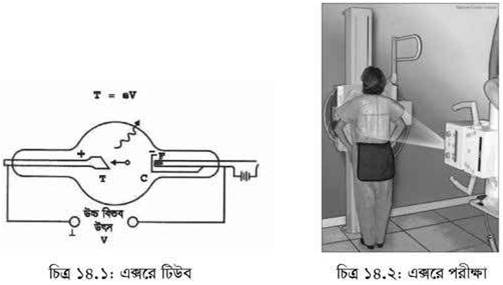 T = eV
+
−
F
T
C
উচ্চ বিভব
উৎস
V
চিত্র ১৪.১: এক্সরে টিউব
চিত্র ১৪.২: এক্সরে পরীক্ষা